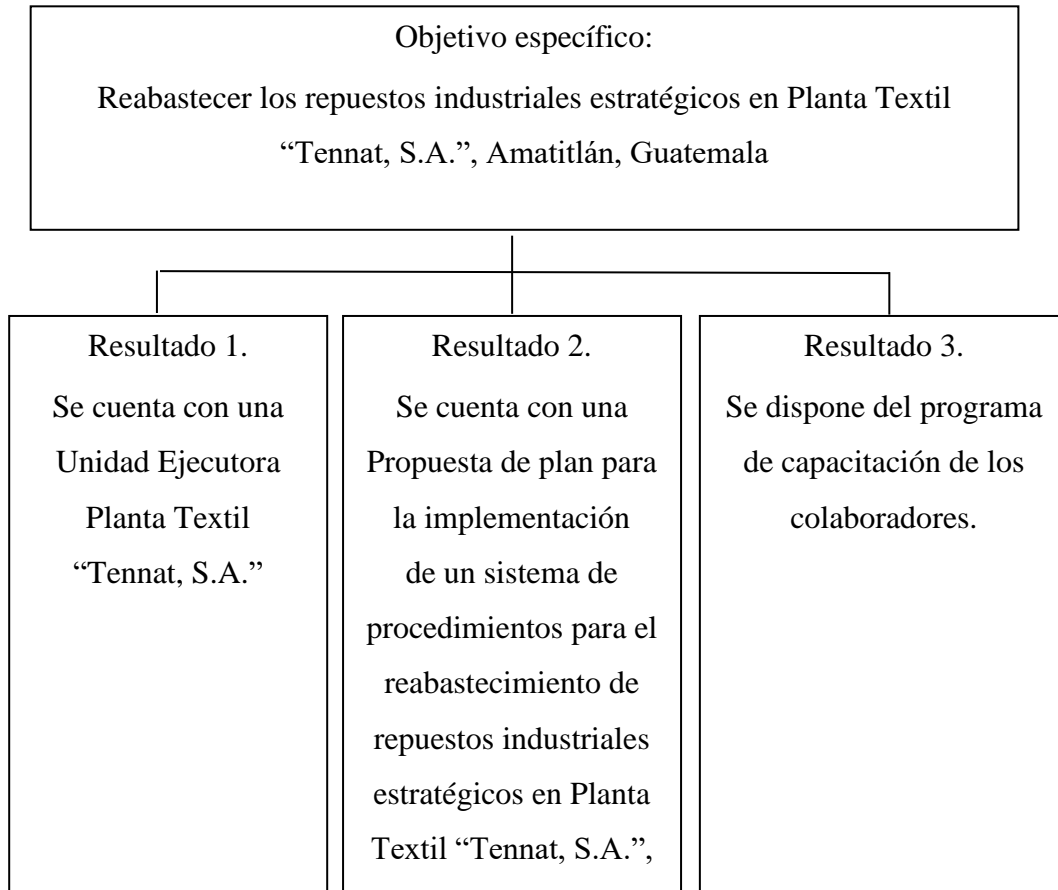 Objetivo específico:
Reabastecer los repuestos industriales estratégicos en Planta Textil
“Tennat, S.A.”, Amatitlán, Guatemala
Resultado 1.
Se cuenta con una
Unidad Ejecutora
Planta Textil
“Tennat, S.A.”
Resultado 2.
Se cuenta con una
Propuesta de plan para
la implementación
de un sistema de
procedimientos para el
reabastecimiento de
repuestos industriales
estratégicos en Planta
Textil “Tennat, S.A.”,
Resultado 3.
Se dispone del programa
de capacitación de los
colaboradores.